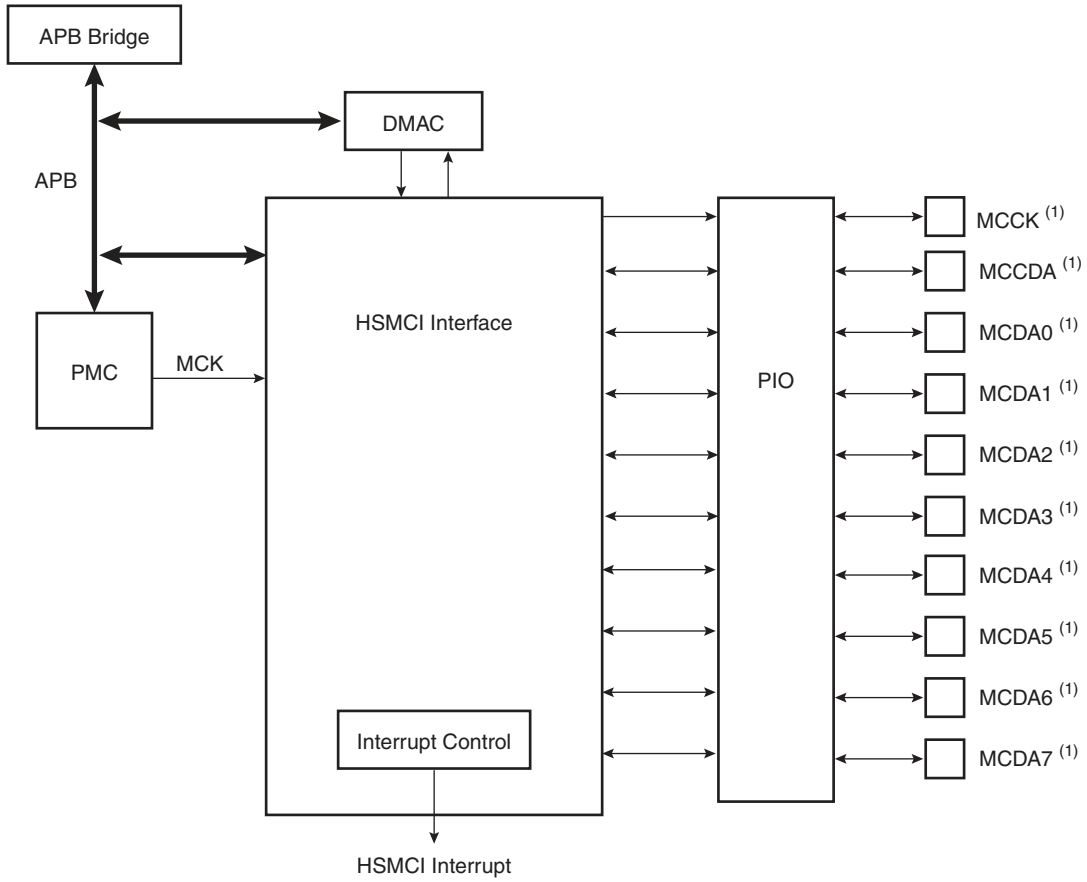 APB Bridge
DMAC
APB
MCCK (1)
MCCDA (1)
HSMCI Interface
MCDA0 (1)
MCK
PMC
PIO
MCDA1 (1)
MCDA2 (1)
MCDA3 (1)
MCDA4 (1)
MCDA5 (1)
MCDA6 (1)
Interrupt Control
MCDA7 (1)
HSMCI Interrupt